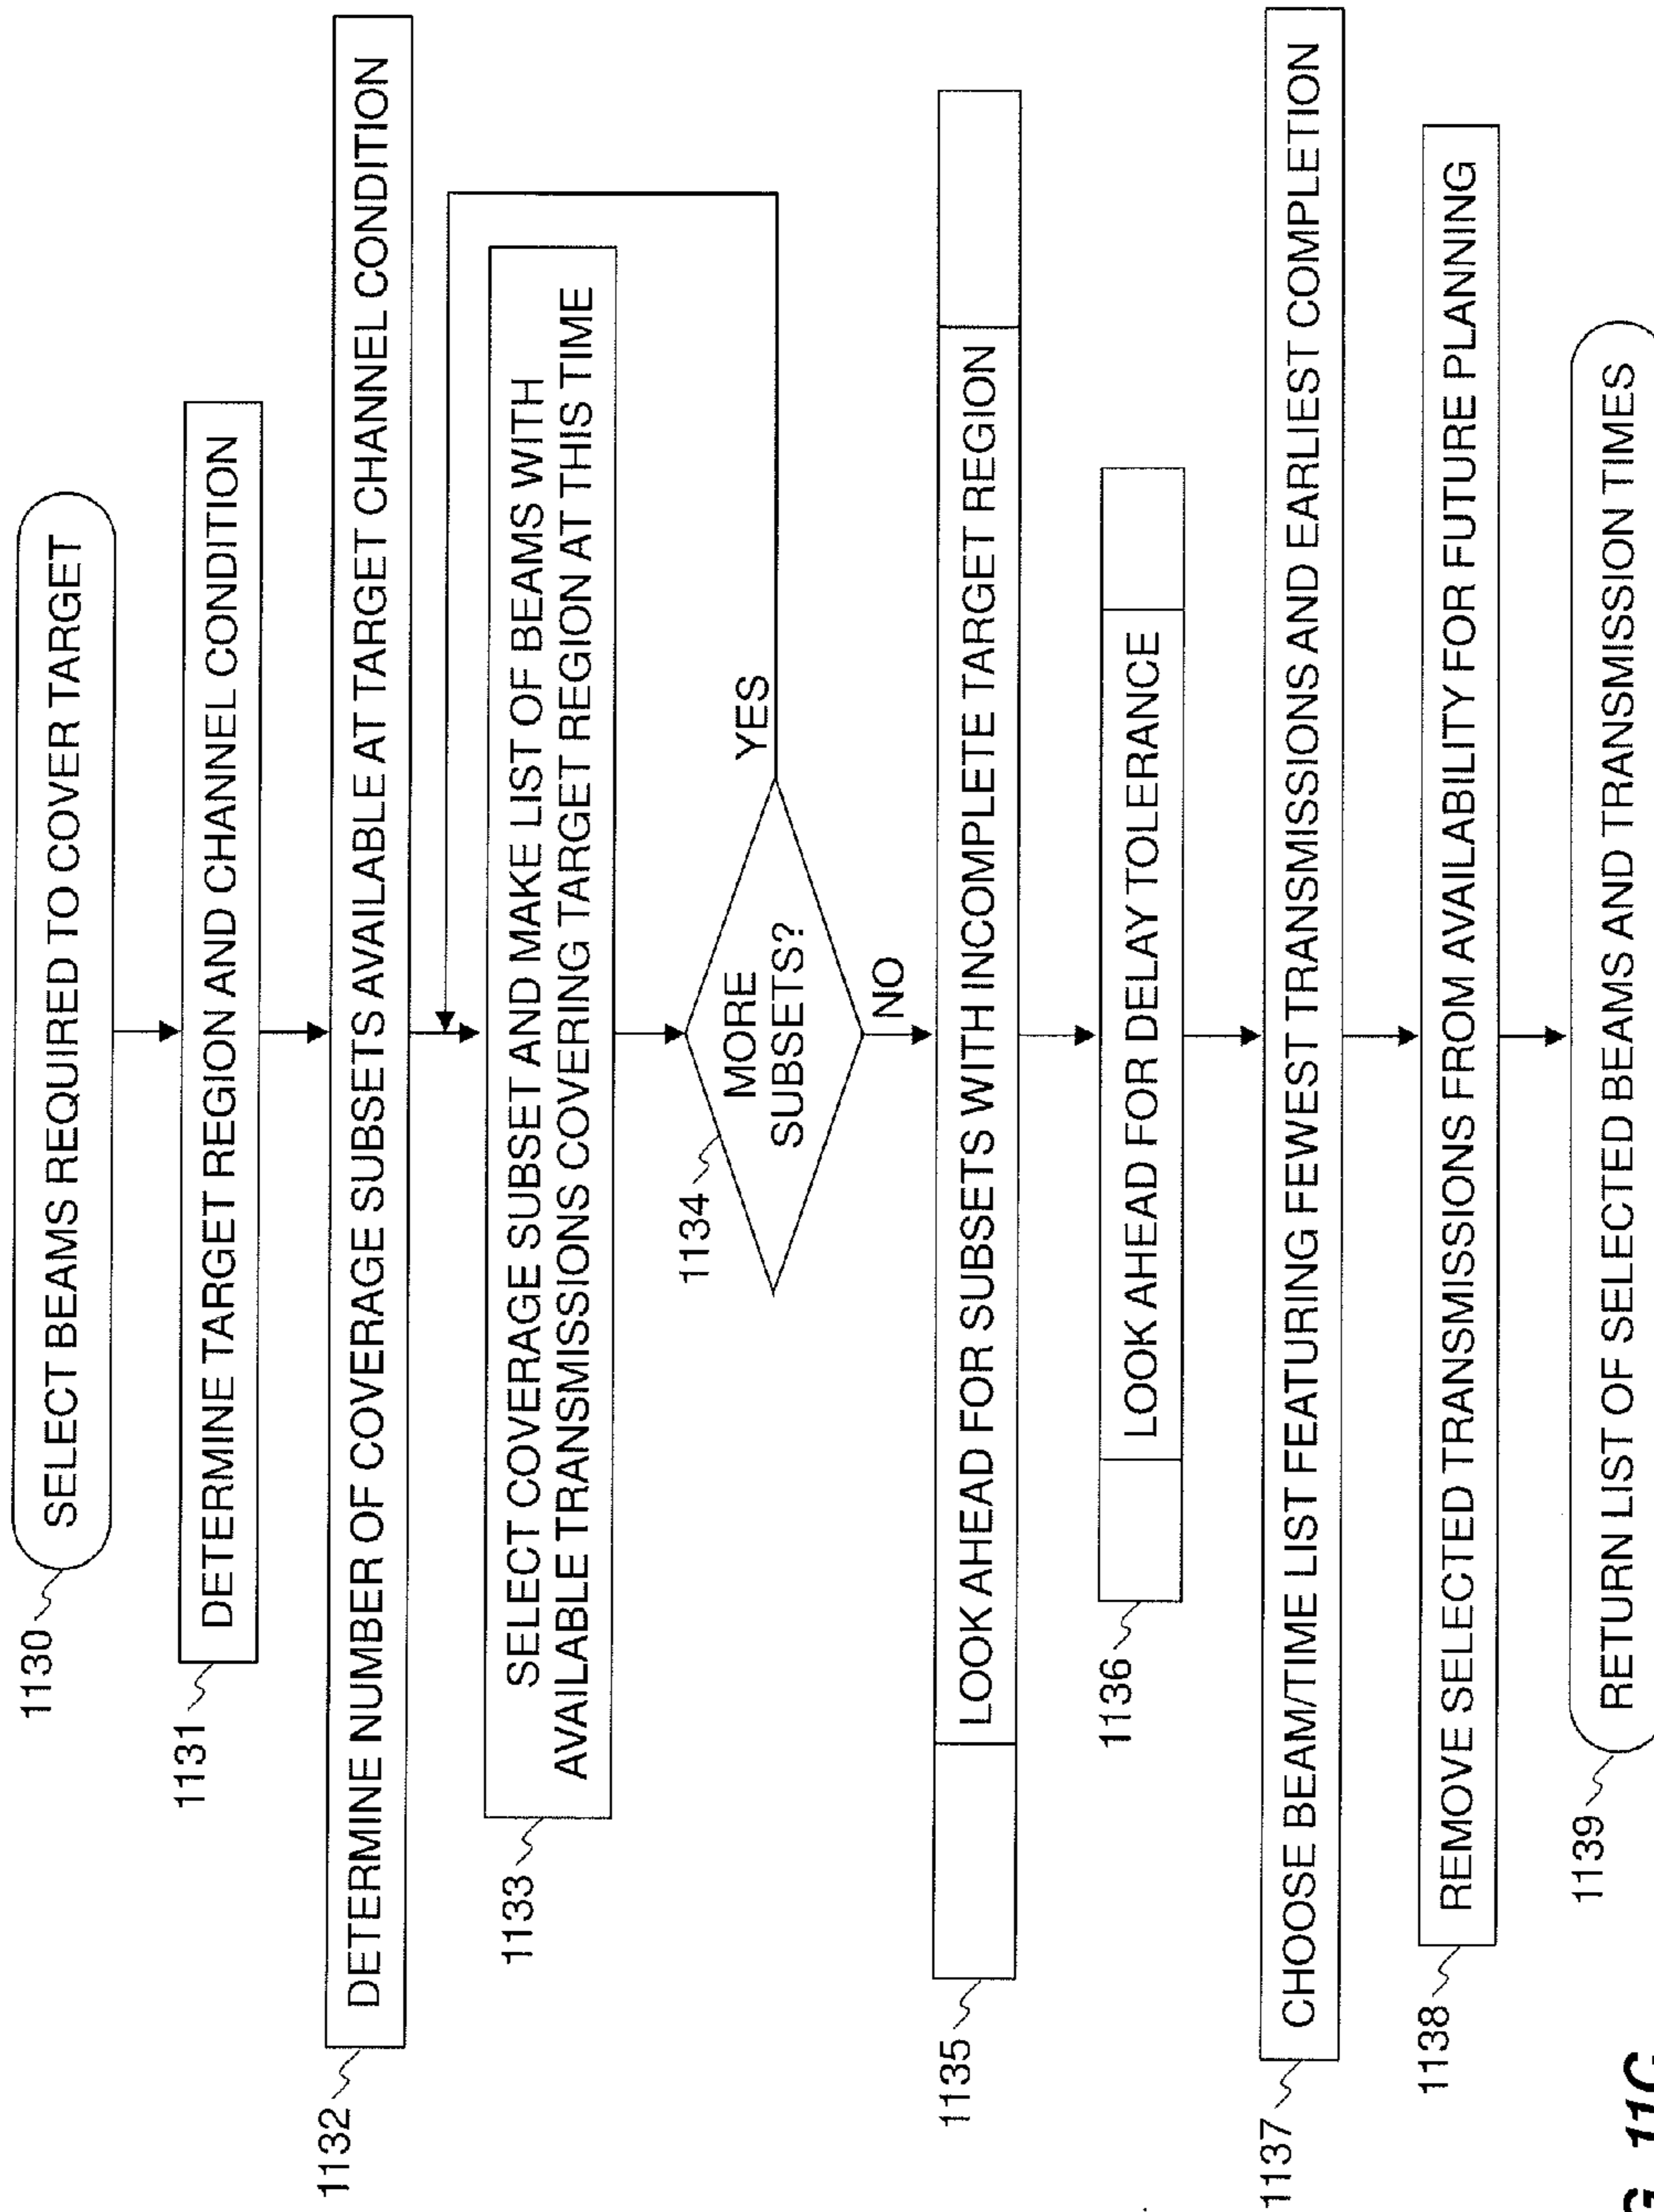 1130
SELECT BEAMS REQUIRED TO COVER TARGET
1131
DETERMINE TARGET REGION AND CHANNEL CONDITION
1132
DETERMINE NUMBER OF COVERAGE SUBSETS AVAILABLE AT TARGET CHANNEL CONDITION
1133
SELECT COVERAGE SUBSET AND MAKE LIST OF BEAMS WITH
AVAILABLE TRANSMISSIONS COVERING TARGET REGION AT THIS TIME
1134
MORE
SUBSETS?
YES
NO
1135
LOOK AHEAD FOR SUBSETS WITH INCOMPLETE TARGET REGION
1136
LOOK AHEAD FOR DELAY TOLERANCE
1137
CHOOSE BEAM/TIME LIST FEATURING FEWEST TRANSMISSIONS AND EARLIEST COMPLETION
1138
REMOVE SELECTED TRANSMISSIONS FROM AVAILABILITY FOR FUTURE PLANNING
1139
RETURN LIST OF SELECTED BEAMS AND TRANSMISSION TIMES
11C